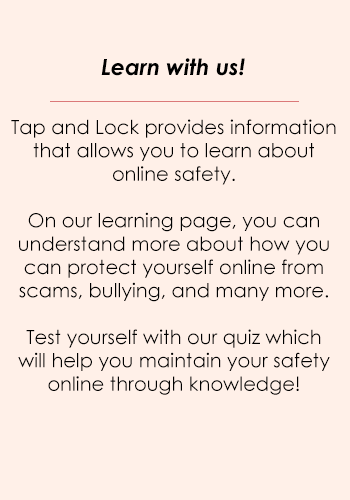 Learn with us!
Tap and Lock provides information
that allows you to learn about
online safety.
On our learning page, you can
understand more about how you
can protect yourself online from
scams, bullying, and many more.
Test yourself with our quiz which
will help you maintain your safety
online through knowledge!